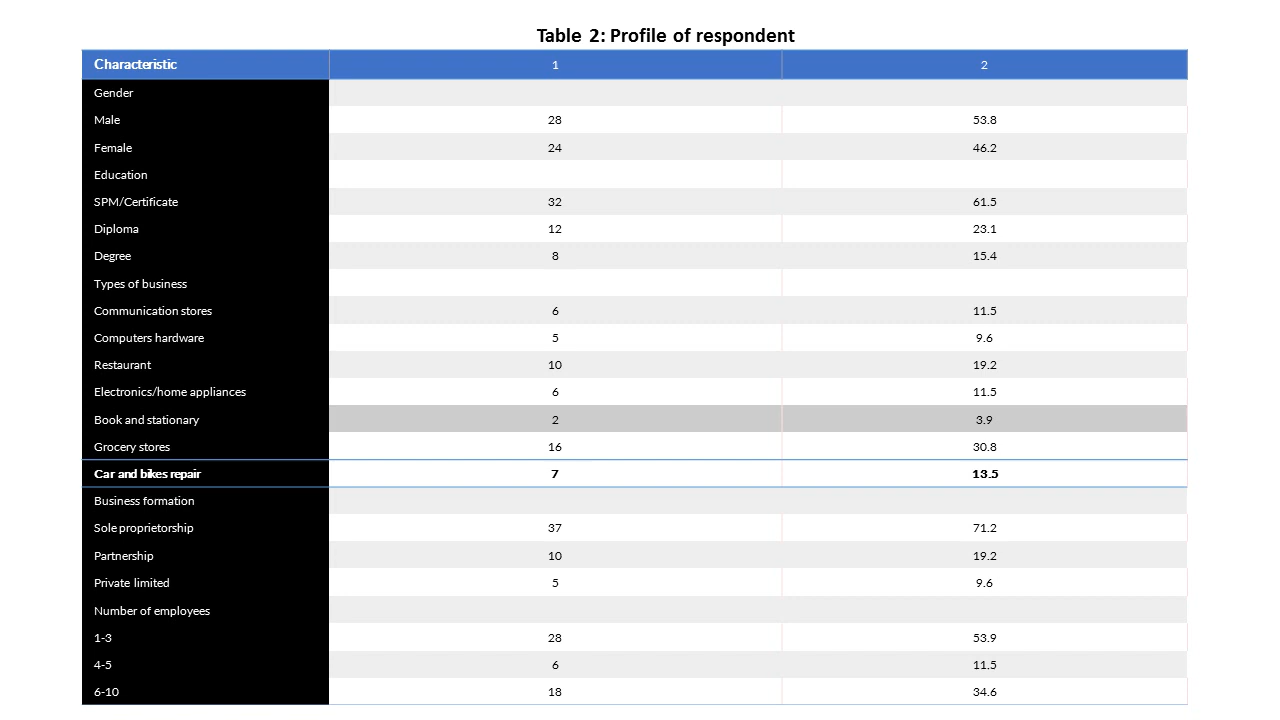 Table 2: Profile of respondent
Characteristic 1 2
Gender
Male 28 53.8
Female 24 46.2
Education
SPM/Certificate 32 61.5
Diploma 12 23.1
Degree 8 15.4
Types of business
Communication stores 6 11.5
Computers hardware 5 9.6
Restaurant 10 19.2
Electronics/home appliances 6 11.5
Book and stationary 2 3.9
Grocery stores 16 30.8
Car and bikes repair 7 13.5
Business formation
Sole proprietorship 37 71.2
Partnership 10 19.2
Private limited 5 9.6
Number of employees
1-3 28 53.9
4-5 6 11.5
6-10 18 34.6